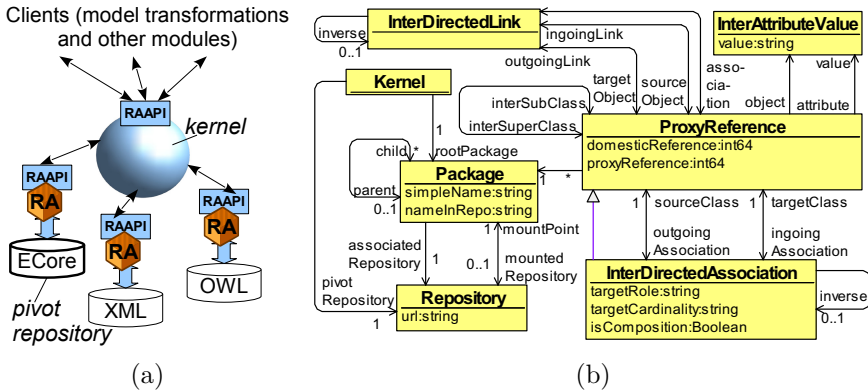 Clients (model transformations
and other modules)
RAAPI
kernel
RAAPI
RA
RAAPI
RA
RAAPI
RA
ECore
XML
OWL
pivot
repository
(a)
InterDirectedLink
inverse
0..1
ingoingLink
outgoingLink
InterAttributeValue
value:string
Kernel
target
Object
source
Object
asso-
ciation
object
value
attribute
interSubClass
interSuperClass
ProxyReference
domesticReference:int64
proxyReference:int64
1
rootPackage
child
*
parent
0..1
Package
simpleName:string
nameInRepo:string
1
*
1
sourceClass
1
targetClass
outgoing
Association
ingoing
Association
associated
Repository
1
1
mountPoint
0..1
mounted
Repository
pivot
Repository
1
Repository
url:string
InterDirectedAssociation
targetRole:string
targetCardinality:string
isComposition:Boolean
inverse
0..1
(b)